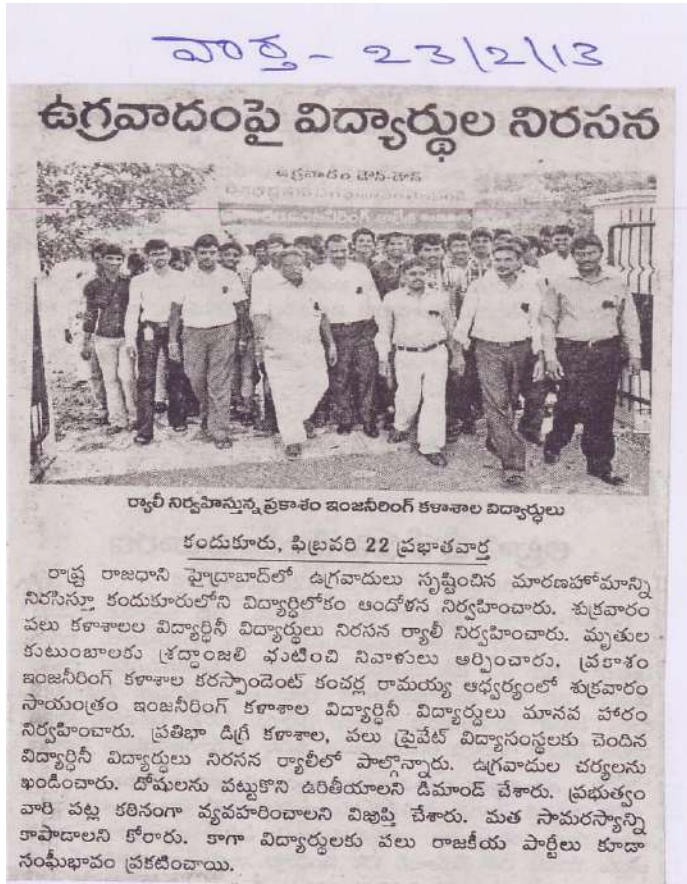 వార్త - 23/2/13
ఉగ్రవాదంపై విద్యార్థుల నిరసన
ఉగ్రవాదం డౌన్-డౌన్
ర్యాలీ నిర్వహిస్తున్న ప్రకాశం ఇంజనీరింగ్ కళాశాల విద్యార్థులు
కందుకూరు, ఫిబ్రవరి 22 ప్రభాతవార్త
రాష్ట్ర రాజధాని హైద్రాబాద్‌లో ఉగ్రవాదులు సృష్టించిన మారణహోమాన్ని
నిరసిస్తూ కందుకూరులోని విద్యార్థిలోకం ఆందోళన నిర్వహించారు. శుక్రవారం
పలు కళాశాలల విద్యార్థినీ విద్యార్థులు నిరసన ర్యాలీ నిర్వహించారు. మృతుల
కుటుంబాలకు శ్రద్ధాంజలి ఘటించి నివాళులు అర్పించారు. ప్రకాశం
ఇంజనీరింగ్ కళాశాల కరస్పాండెంట్ కంచర్ల రామయ్య ఆధ్వర్యంలో శుక్రవారం
సాయంత్రం ఇంజనీరింగ్ కళాశాల విద్యార్థినీ విద్యార్థులు మానవ హారం
నిర్వహించారు. ప్రతిభా డిగ్రీ కళాశాల, పలు ప్రైవేట్ విద్యాసంస్థలకు చెందిన
విద్యార్థినీ విద్యార్థులు నిరసన ర్యాలీలో పాల్గొన్నారు. ఉగ్రవాదుల చర్యలను
ఖండించారు. దోషులను పట్టుకొని ఉరితీయాలని డిమాండ్ చేశారు. ప్రభుత్వం
వారి పట్ల కఠినంగా వ్యవహరించాలని విజ్ఞప్తి చేశారు. మత సామరస్యాన్ని
కాపాడాలని కోరారు. కాగా విద్యార్థులకు పలు రాజకీయ పార్టీలు కూడా
సంఘీభావం ప్రకటించాయి.